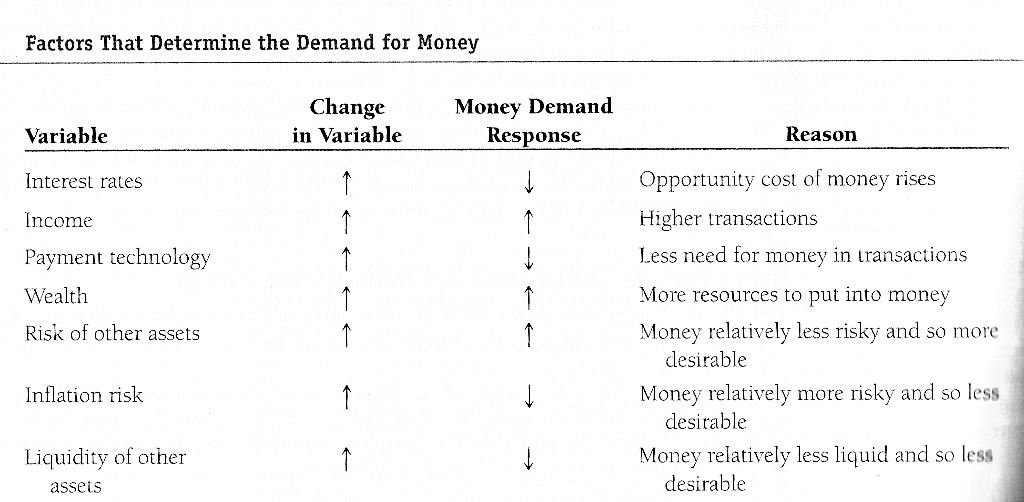 Factors That Determine the Demand for Money
Change Money Demand
Variable in Variable Response Reason
Interest rates ↑ ↓ Opportunity cost of money rises
Income ↑ ↑ Higher transactions
Payment technology ↑ ↓ Less need for money in transactions
Wealth ↑ ↑ More resources to put into money
Risk of other assets ↑ ↑ Money relatively less risky and so more
desirable
Inflation risk ↑ ↓ Money relatively more risky and so less
desirable
Liquidity of other ↑ ↓ Money relatively less liquid and so less
assets desirable